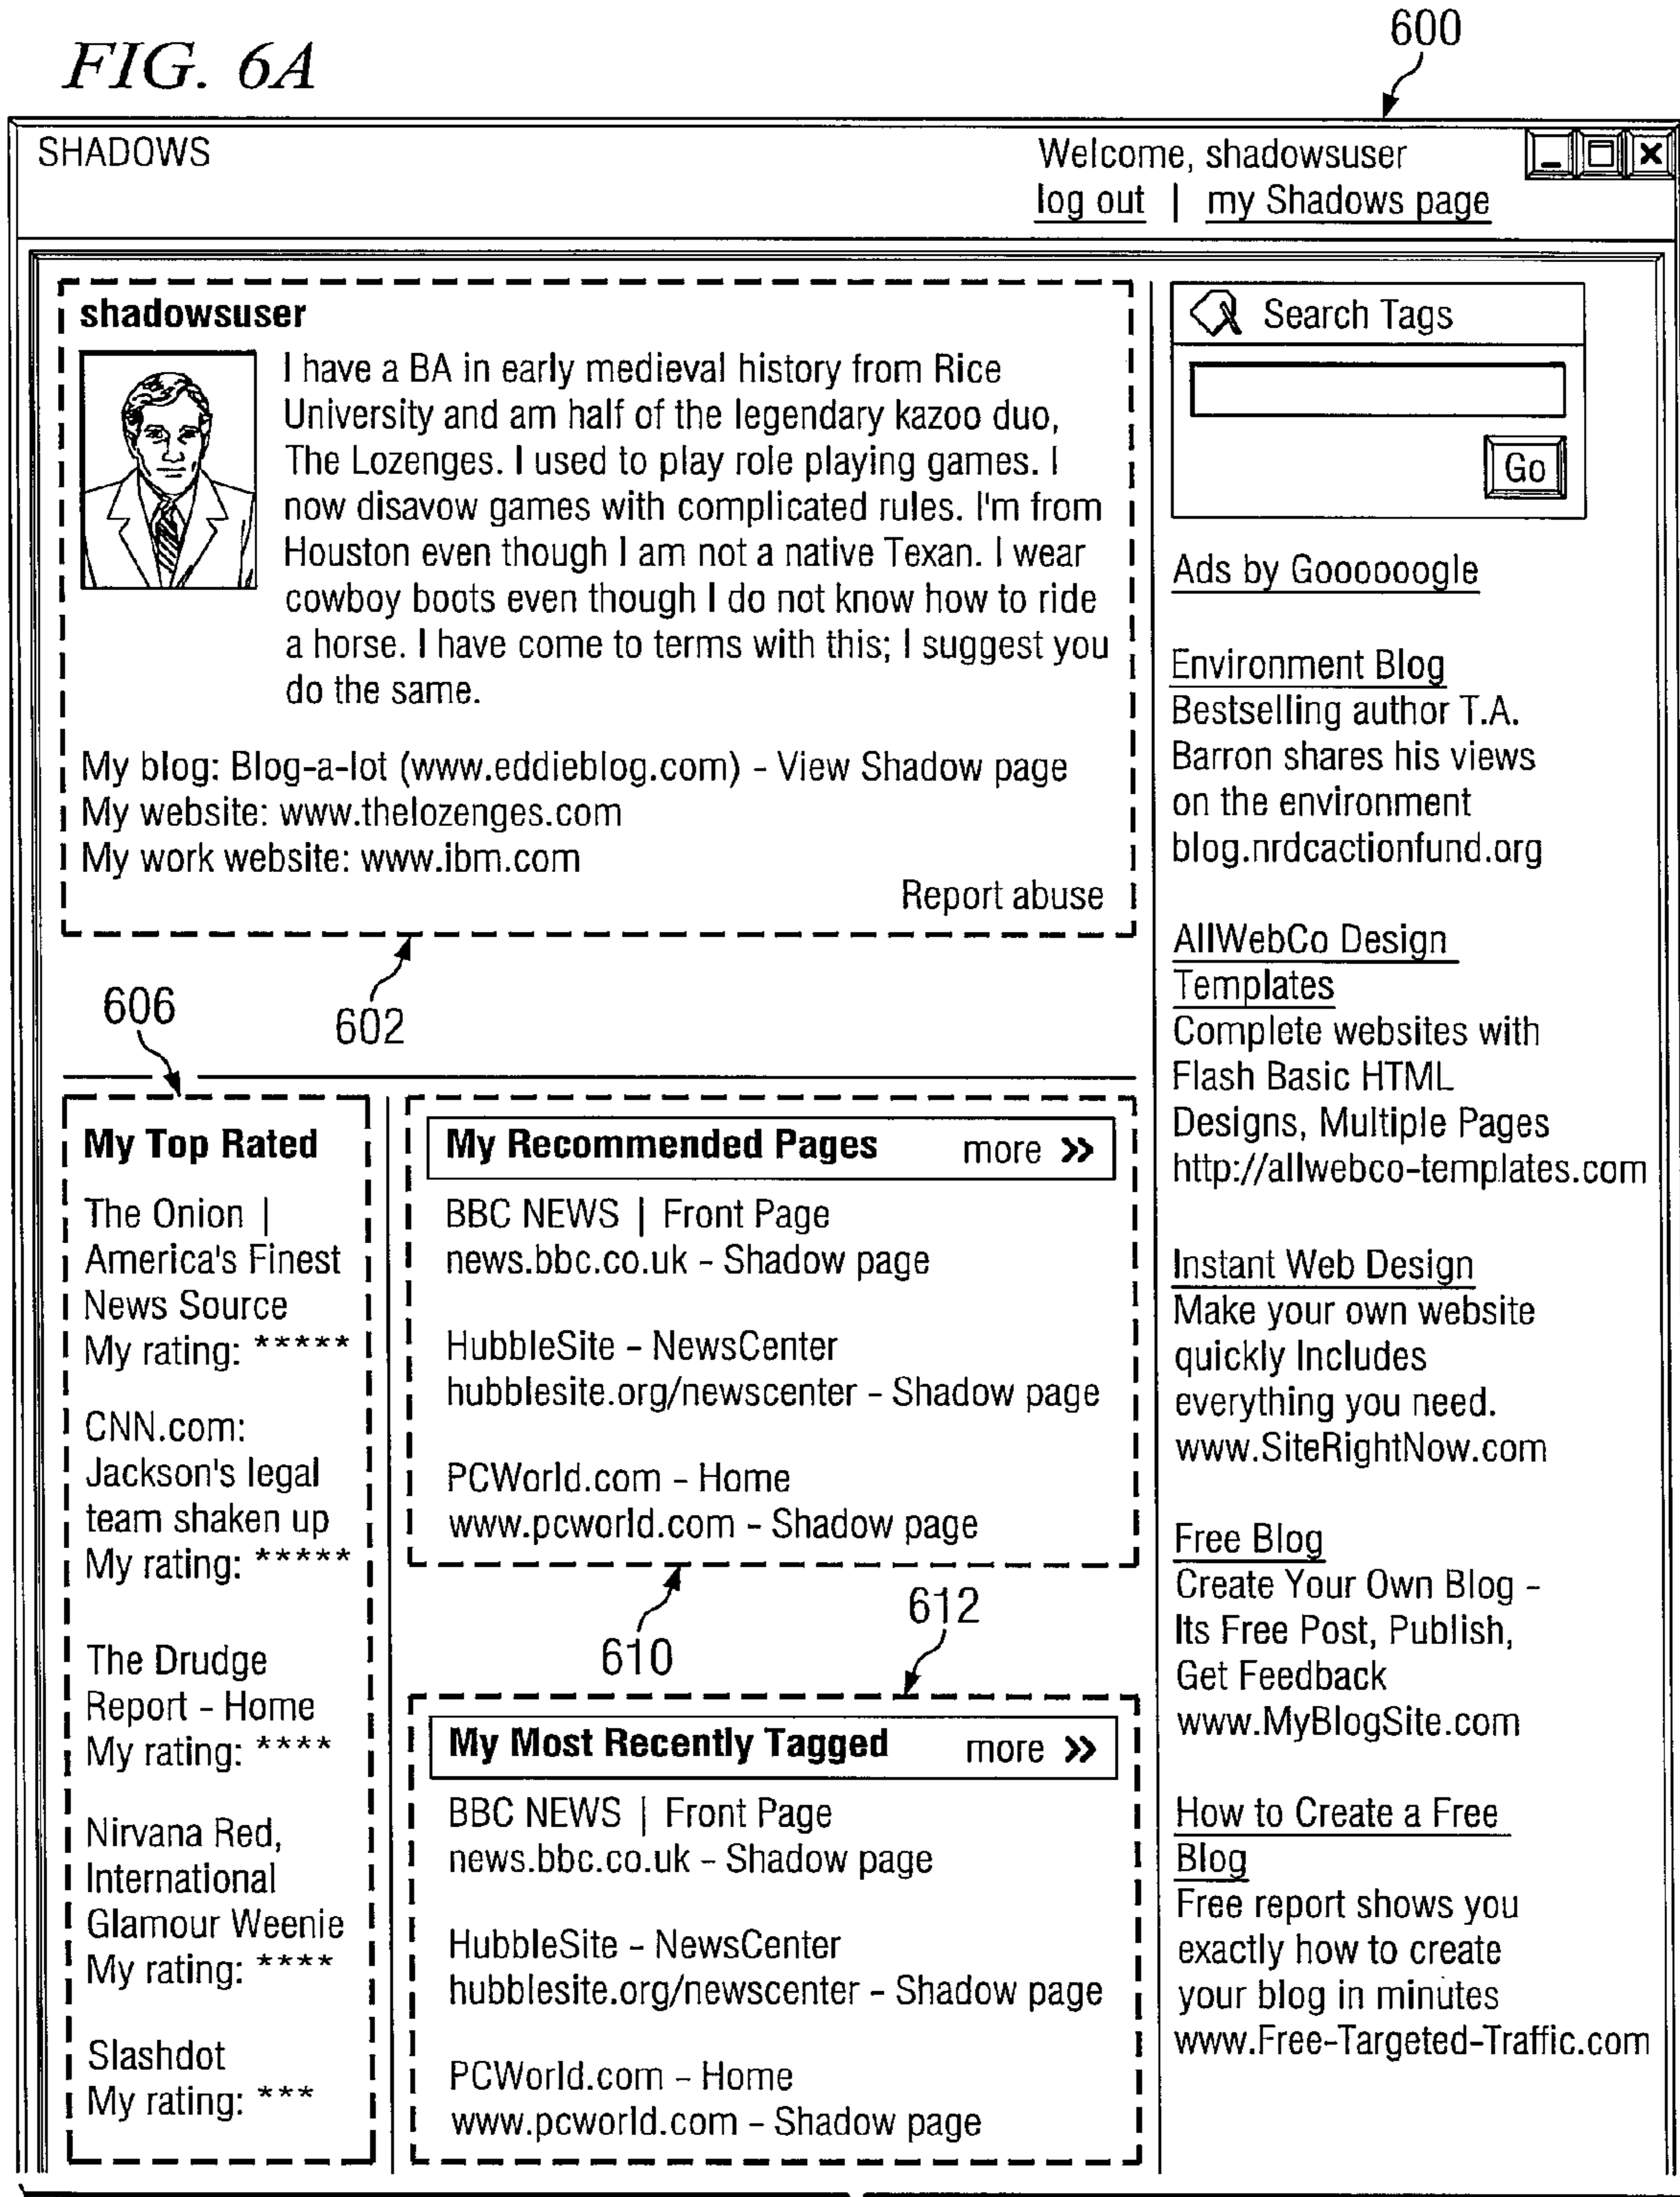 FIG. 6A
600
SHADOWS
Welcome, shadowsuser
log out | my Shadows page
shadowsuser
I have a BA in early medieval history from Rice
University and am half of the legendary kazoo duo,
The Lozenges. I used to play role playing games. I
now disavow games with complicated rules. I'm from
Houston even though I am not a native Texan. I wear
cowboy boots even though I do not know how to ride
a horse. I have come to terms with this; I suggest you
do the same.
My blog: Blog-a-lot (www.eddieblog.com) - View Shadow page
My website: www.thelozenges.com
My work website: www.ibm.com
Report abuse
602
606
My Top Rated
The Onion |
America's Finest
News Source
My rating: *****
CNN.com:
Jackson's legal
team shaken up
My rating: *****
The Drudge
Report - Home
My rating: ****
Nirvana Red,
International
Glamour Weenie
My rating: ****
Slashdot
My rating: ***
My Recommended Pages more »
BBC NEWS | Front Page
news.bbc.co.uk - Shadow page
HubbleSite - NewsCenter
hubblesite.org/newscenter - Shadow page
PCWorld.com - Home
www.pcworld.com - Shadow page
610
612
My Most Recently Tagged more »
BBC NEWS | Front Page
news.bbc.co.uk - Shadow page
HubbleSite - NewsCenter
hubblesite.org/newscenter - Shadow page
PCWorld.com - Home
www.pcworld.com - Shadow page
Search Tags
Go
Ads by Goooooogle
Environment Blog
Bestselling author T.A.
Barron shares his views
on the environment
blog.nrdcactionfund.org
AllWebCo Design
Templates
Complete websites with
Flash Basic HTML
Designs, Multiple Pages
http://allwebco-templates.com
Instant Web Design
Make your own website
quickly Includes
everything you need.
www.SiteRightNow.com
Free Blog
Create Your Own Blog -
Its Free Post, Publish,
Get Feedback
www.MyBlogSite.com
How to Create a Free
Blog
Free report shows you
exactly how to create
your blog in minutes
www.Free-Targeted-Traffic.com